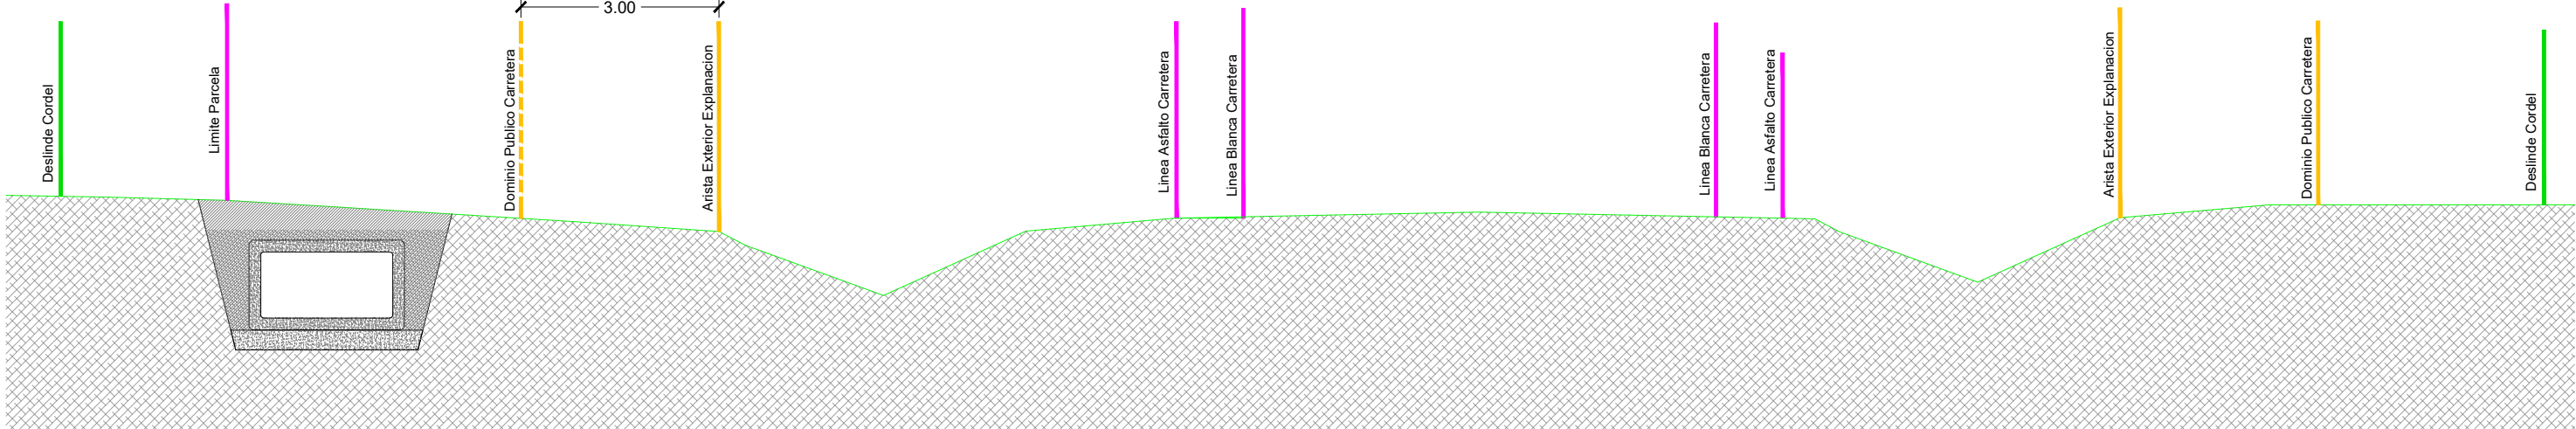 3.00
Deslinde Cordel
Limite Parcela
Dominio Publico Carretera
Arista Exterior Explanacion
Linea Asfalto Carretera
Linea Blanca Carretera
Linea Blanca Carretera
Linea Asfalto Carretera
Arista Exterior Explanacion
Dominio Publico Carretera
Deslinde Cordel